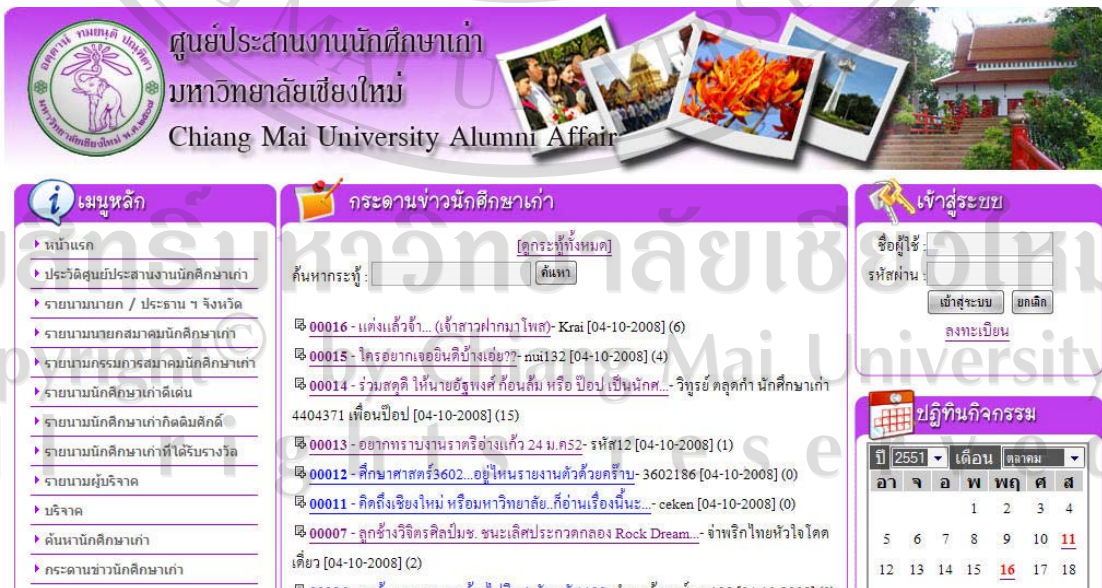 ศูนย์ประสานงานนักศึกษาเก่า
มหาวิทยาลัยเชียงใหม่
Chiang Mai University Alumni Affair
เมนูหลัก
หน้าแรก
ประวัติศูนย์ประสานงานนักศึกษาเก่า
รายนามนายก / ประธาน ฯ จังหวัด
รายนามนายกสมาคมนักศึกษาเก่า
รายนามกรรมการสมาคมนักศึกษาเก่า
รายนามนักศึกษาเก่าดีเด่น
รายนามนักศึกษาเก่ากิตติมศักดิ์
รายนามนักศึกษาเก่าที่ได้รับรางวัล
รายนามผู้บริจาค
บริจาค
ค้นหานักศึกษาเก่า
กระดานข่าวนักศึกษาเก่า
กระดานข่าวนักศึกษาเก่า
[ดูกระทู้ทั้งหมด]
ค้นหากระทู้ : ค้นหา
00016 - แต่งแล้วจ้า... (เจ้าสาวฝากมาโพส)- Krai [04-10-2008] (6)
00015 - ใครอยากเจอยินดีบ้างเอ่ย??- nui132 [04-10-2008] (4)
00014 - ร่วมสดุดี ให้นายอัฐพงศ์ ก้อนล้ม หรือ ป๊อป เป็นนักศ...- วิทูรย์ ตลุดกำ นักศึกษาเก่า
4404371 เพื่อนป๊อป [04-10-2008] (15)
00013 - อยากทราบงานราตรีอ่างแก้ว 24 ม.ค52- รหัส12 [04-10-2008] (1)
00012 - ศึกษาศาสตร์3602...อยู่ไหนรายงานตัวด้วยคร๊าบ- 3602186 [04-10-2008] (0)
00011 - คิดถึงเชียงใหม่ หรือมหาวิทยาลัย..ก็อ่านเรื่องนี้นะ...- ceken [04-10-2008] (0)
00007 - ลูกช้างวิจิตรศิลป์มช. ชนะเลิศประกวดกลอง Rock Dream...- จ่าพริกไทยหัวใจโดด
เดี่ยว [04-10-2008] (2)
เข้าสู่ระบบ
ชื่อผู้ใช้ :
รหัสผ่าน :
เข้าสู่ระบบ ยกเลิก
ลงทะเบียน
ปฏิทินกิจกรรม
ปี 2551 เดือน ตุลาคม
อา จ อ พ พฤ ศ ส
1 2 3 4
5 6 7 8 9 10 11
12 13 14 15 16 17 18